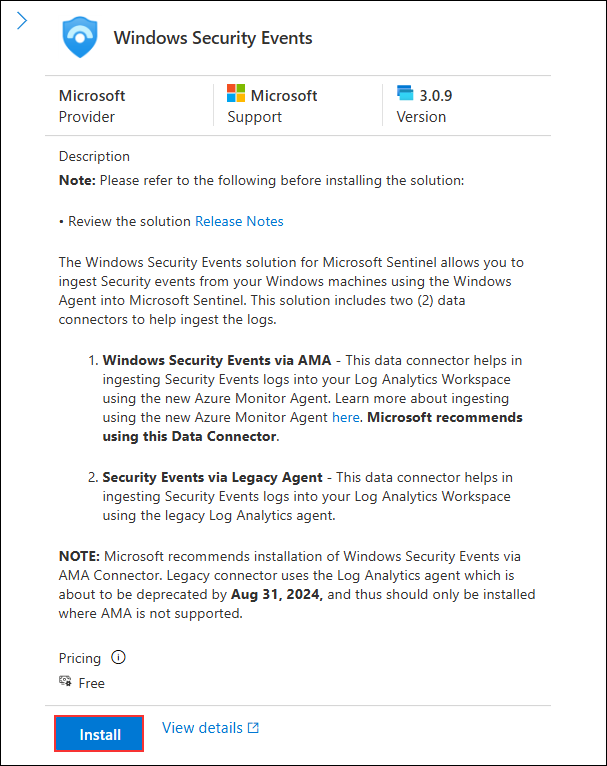 Windows Security Events
Microsoft
Provider
Microsoft
Support
3.0.9
Version
Description
Note: Please refer to the following before installing the solution:
• Review the solution Release Notes
The Windows Security Events solution for Microsoft Sentinel allows you to
ingest Security events from your Windows machines using the Windows
Agent into Microsoft Sentinel. This solution includes two (2) data
connectors to help ingest the logs.
1. Windows Security Events via AMA - This data connector helps in
ingesting Security Events logs into your Log Analytics Workspace
using the new Azure Monitor Agent. Learn more about ingesting
using the new Azure Monitor Agent here. Microsoft recommends
using this Data Connector.
2. Security Events via Legacy Agent - This data connector helps in
ingesting Security Events logs into your Log Analytics Workspace
using the legacy Log Analytics agent.
NOTE: Microsoft recommends installation of Windows Security Events via
AMA Connector. Legacy connector uses the Log Analytics agent which is
about to be deprecated by Aug 31, 2024, and thus should only be installed
where AMA is not supported.
Pricing
Free
Install
View details